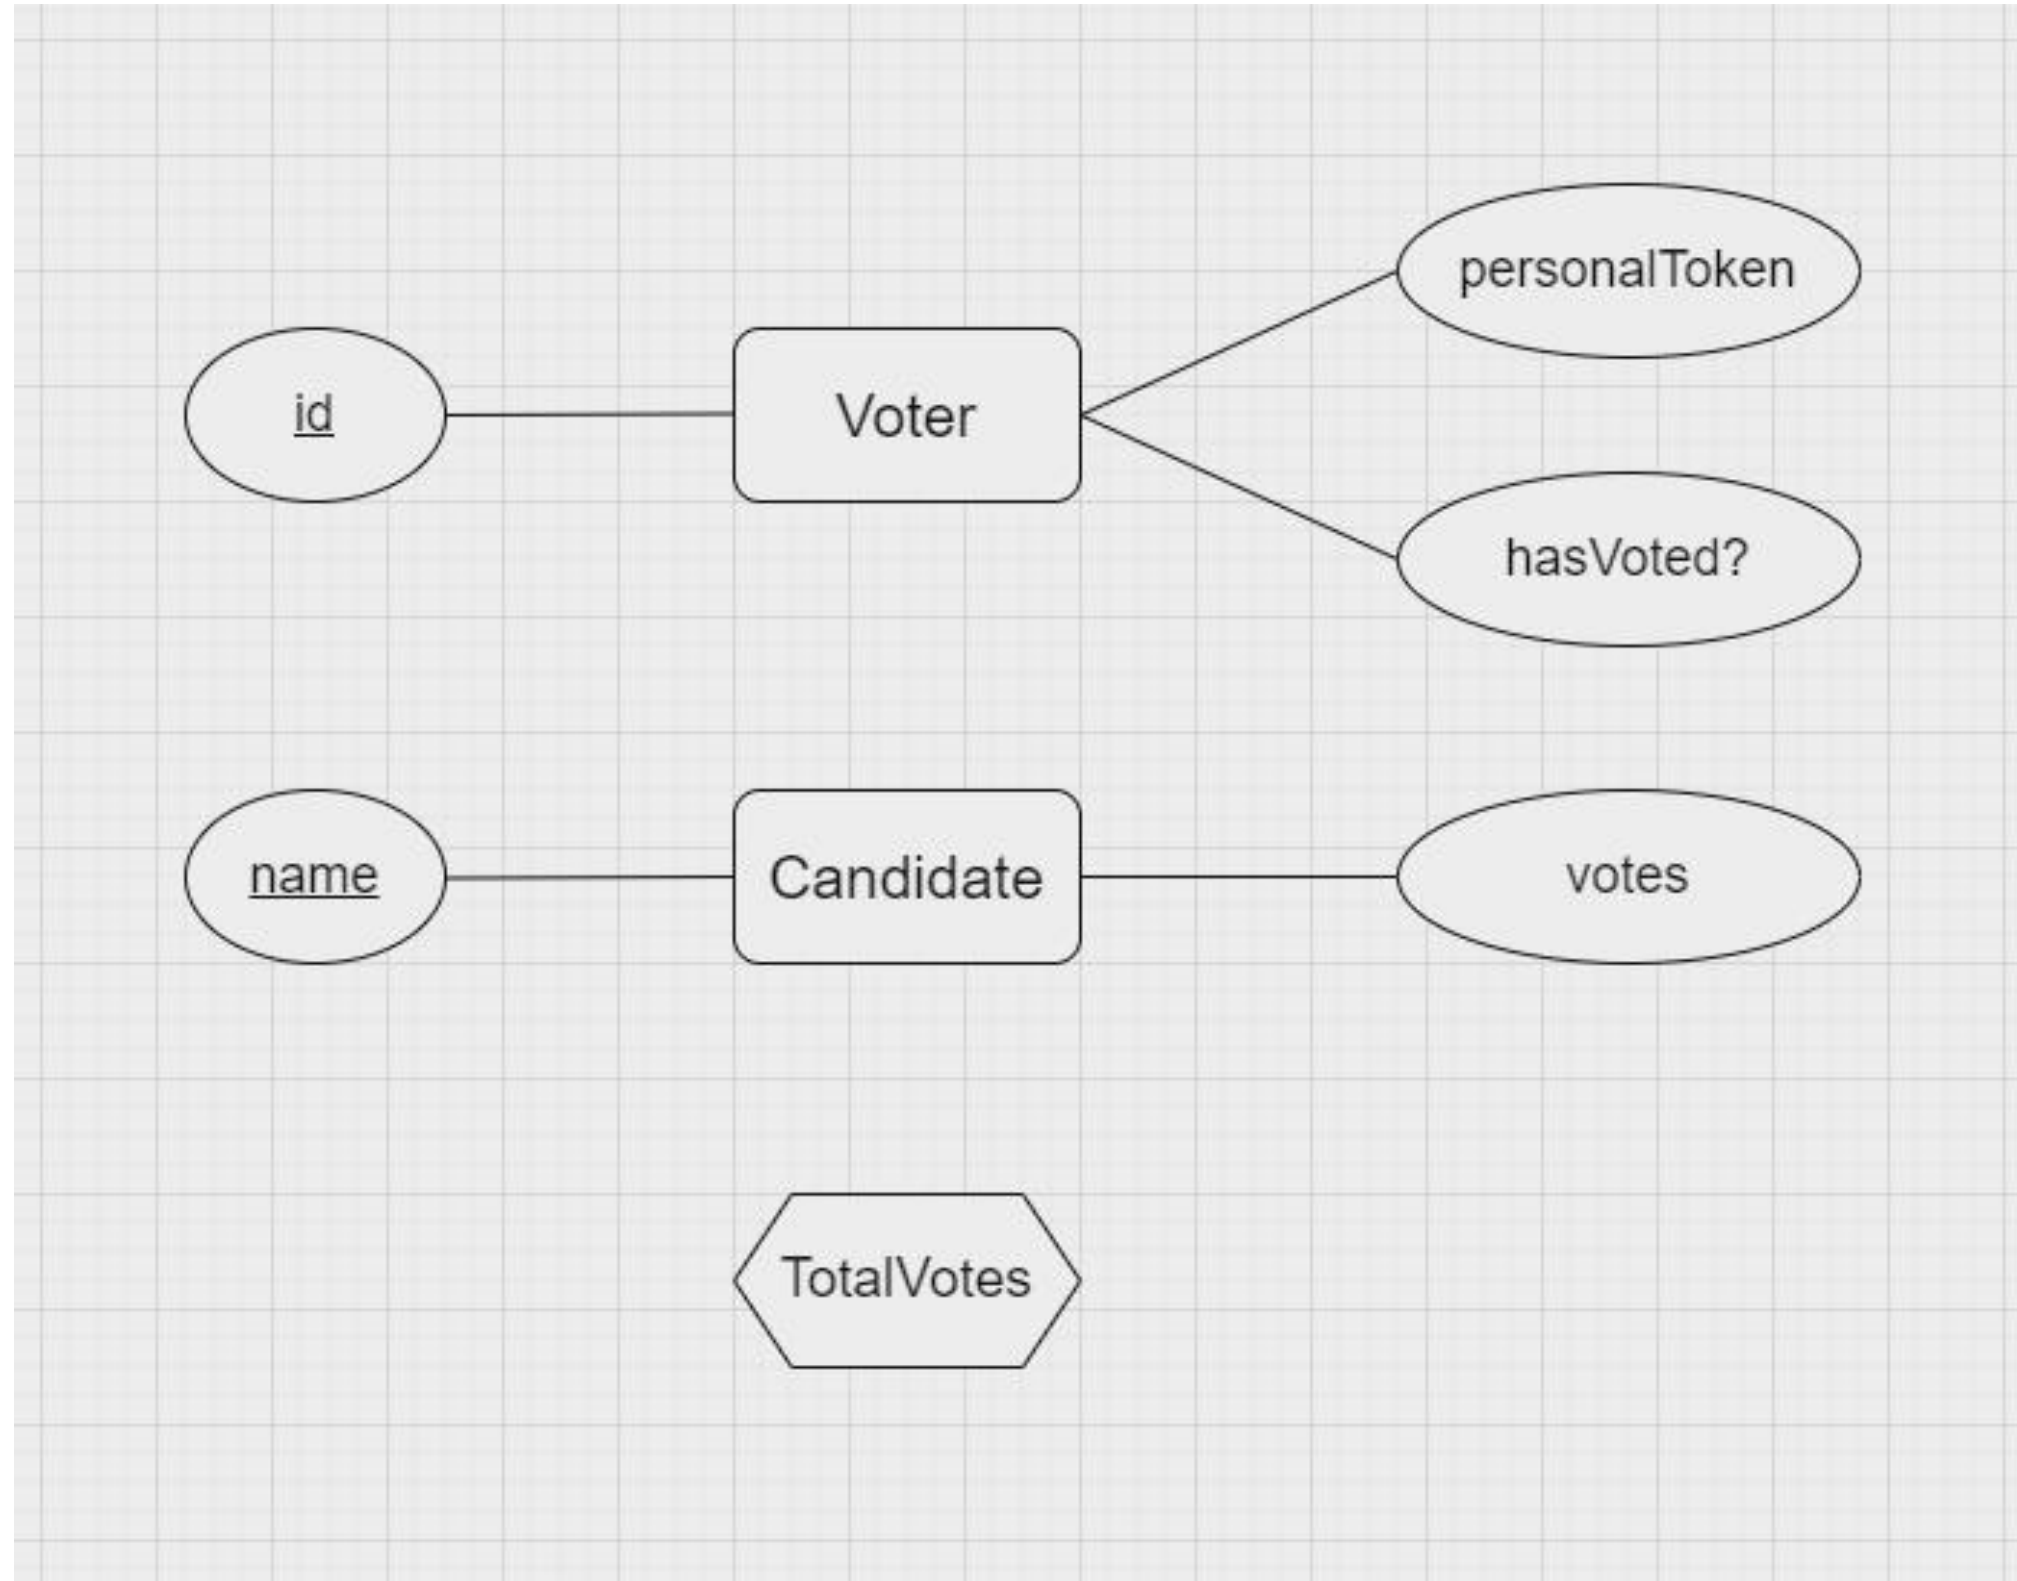 personalToken
id
Voter
hasVoted?
name
Candidate
votes
TotalVotes